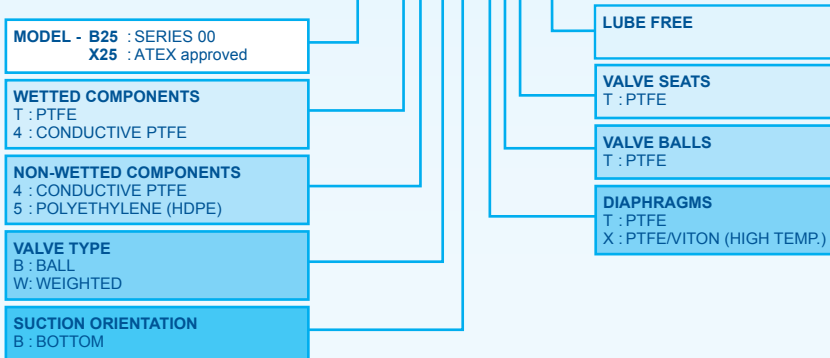 MODEL - B25 : SERIES 00
X25 : ATEX approved
WETTED COMPONENTS
T : PTFE
4 : CONDUCTIVE PTFE
NON-WETTED COMPONENTS
4 : CONDUCTIVE PTFE
5 : POLYETHYLENE (HDPE)
VALVE TYPE
B : BALL
W: WEIGHTED
SUCTION ORIENTATION
B : BOTTOM
LUBE FREE
VALVE SEATS
T : PTFE
VALVE BALLS
T : PTFE
DIAPHRAGMS
T : PTFE
X : PTFE/VITON (HIGH TEMP.)